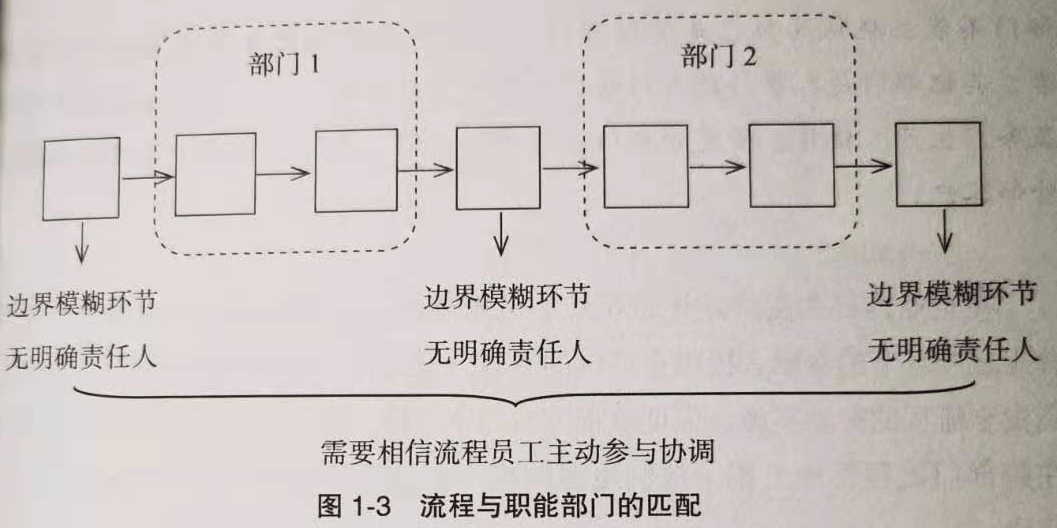 部门 1
部门 2
边界模糊环节
无明确责任人
边界模糊环节
无明确责任人
边界模糊环节
无明确责任人
需要相信流程员工主动参与协调
图 1-3 流程与职能部门的匹配